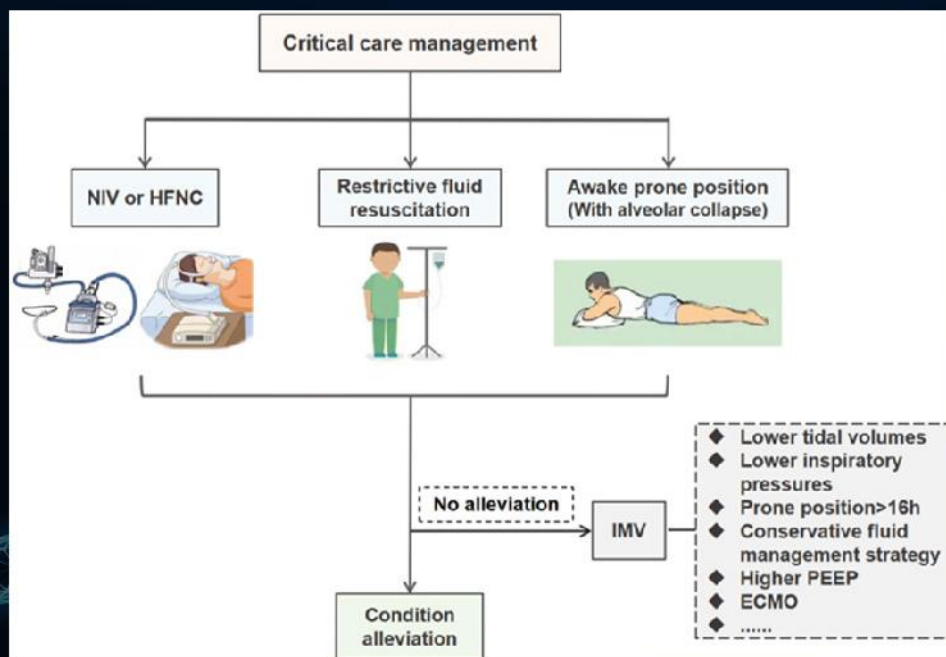 Critical care management
NIV or HFNC
Restrictive fluid
resuscitation
Awake prone position
(With alveolar collapse)
No alleviation
IMV
◆ Lower tidal volumes
◆ Lower inspiratory
pressures
◆ Prone position>16h
◆ Conservative fluid
management strategy
◆ Higher PEEP
◆ ECMO
◆ ......
Condition
alleviation